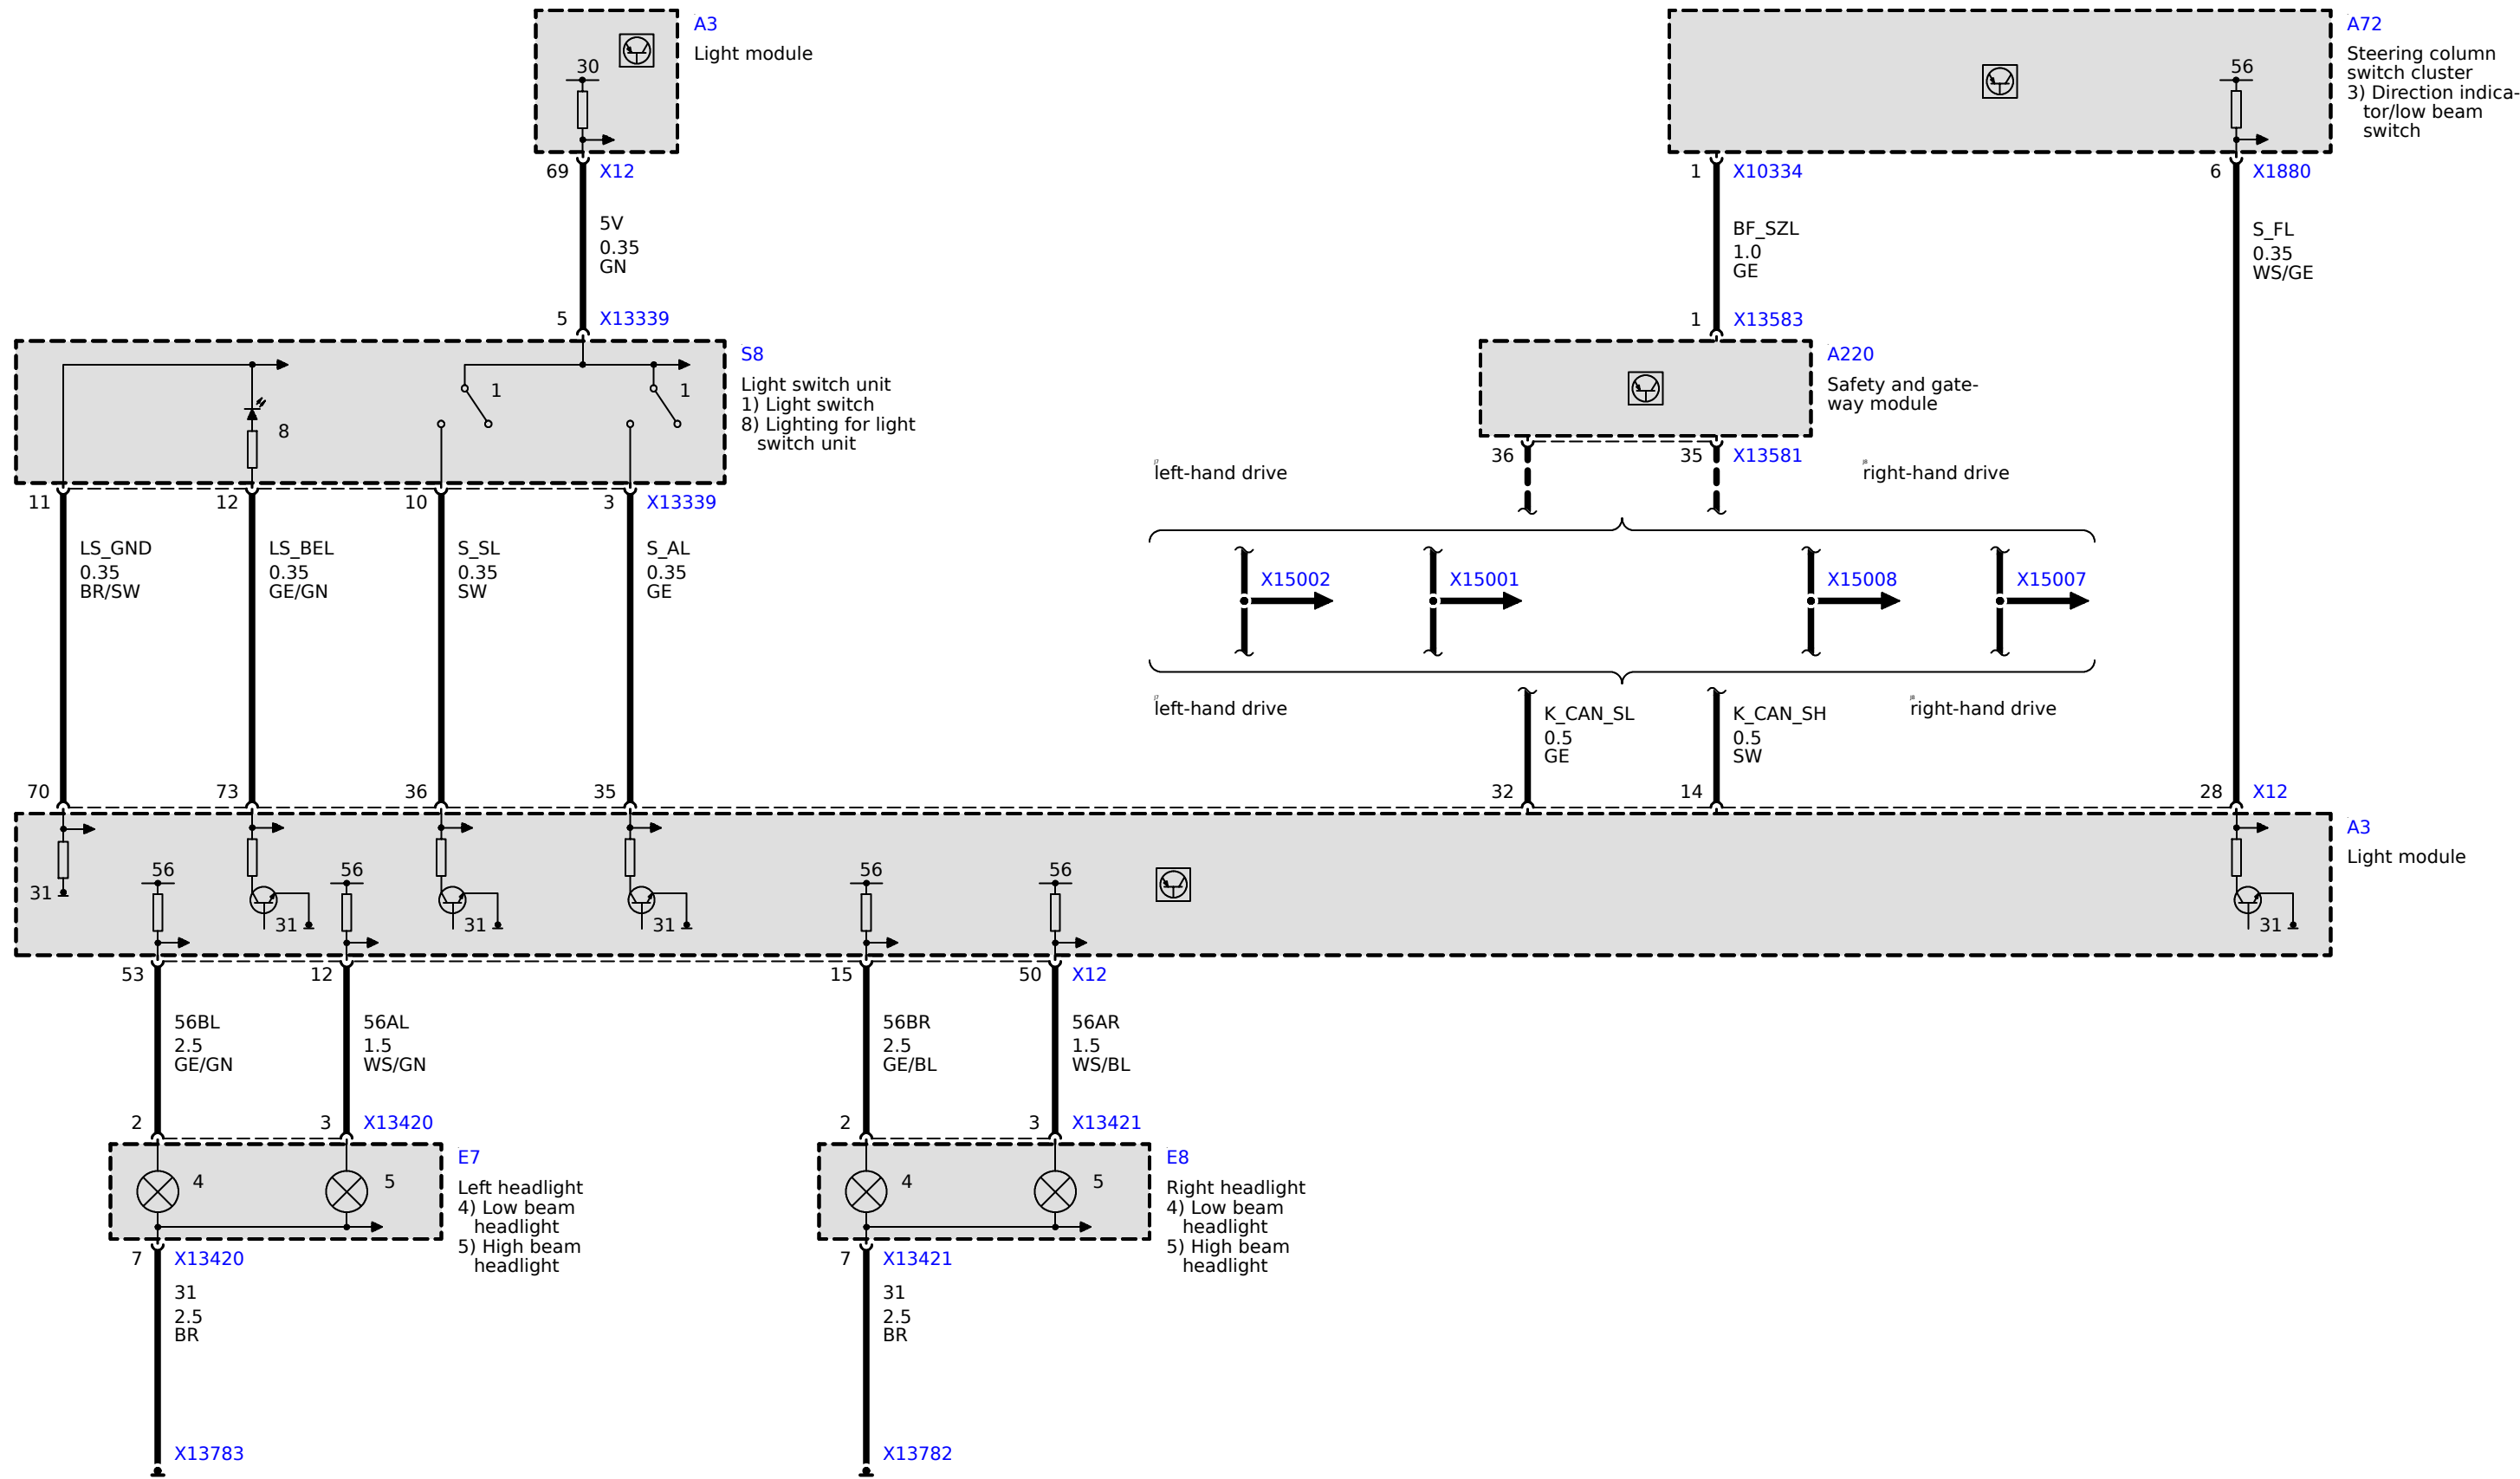 A3
Light module
30
69
X12
5V
0.35
GN
5
X13339
A72
Steering column
switch cluster
3) Direction indica-
tor/low beam
switch
56
1
X10334
6
X1880
BF_SZL
1.0
GE
S_FL
0.35
WS/GE
1
X13583
S8
Light switch unit
1) Light switch
8) Lighting for light
switch unit
1
1
8
A220
Safety and gate-
way module
36
35
X13581
left-hand drive
right-hand drive
11
12
10
3
X13339
LS_GND
0.35
BR/SW
LS_BEL
0.35
GE/GN
S_SL
0.35
SW
S_AL
0.35
GE
X15002
X15001
X15008
X15007
left-hand drive
right-hand drive
K_CAN_SL
0.5
GE
K_CAN_SH
0.5
SW
70
73
36
35
32
14
28
X12
A3
Light module
56
56
56
56
31
31
31
31
31
53
12
15
50
X12
56BL
2.5
GE/GN
56AL
1.5
WS/GN
56BR
2.5
GE/BL
56AR
1.5
WS/BL
2
3
X13420
2
3
X13421
4
5
E7
Left headlight
4) Low beam
headlight
5) High beam
headlight
4
5
E8
Right headlight
4) Low beam
headlight
5) High beam
headlight
7
X13420
7
X13421
31
2.5
BR
31
2.5
BR
X13783
X13782